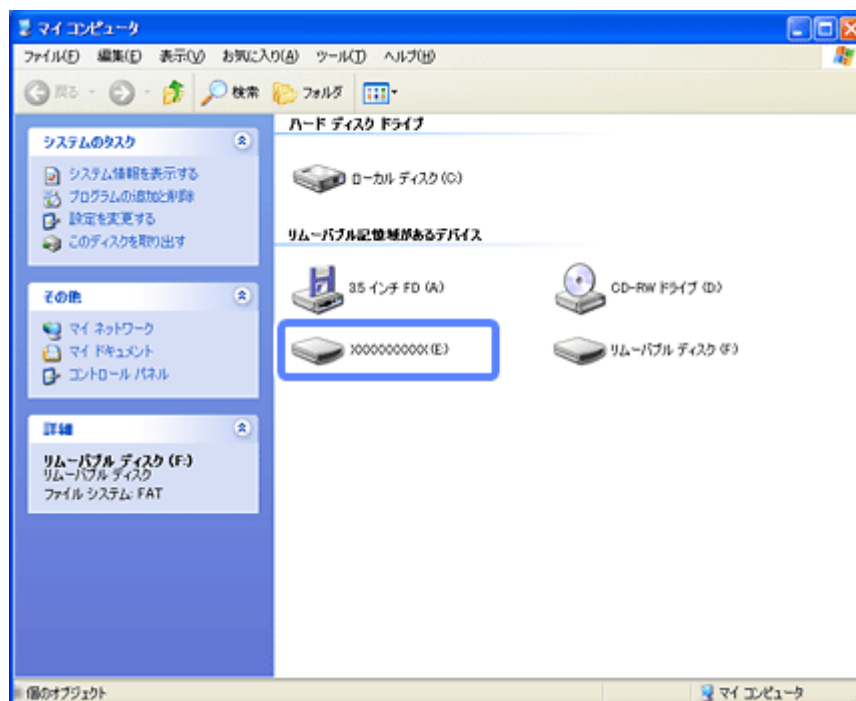 マイ コンピュータ
ファイル(F) 編集(E) 表示(V) お気に入り(A) ツール(T) ヘルプ(H)
戻る 検索 フォルダ
システムのタスク
システム情報を表示する
プログラムの追加と削除
設定を変更する
このディスクを取り出す
その他
マイ ネットワーク
マイ ドキュメント
コントロール パネル
詳細
リムーバブル ディスク (F:)
リムーバブル ディスク
ファイル システム: FAT
ハード ディスク ドライブ
ローカル ディスク (C:)
リムーバブル記憶域があるデバイス
3.5 インチ FD (A:)
CD-RW ドライブ (D:)
XXXXXXXXXX (E:)
リムーバブル ディスク (F:)
個のオブジェクト
マイ コンピュータ